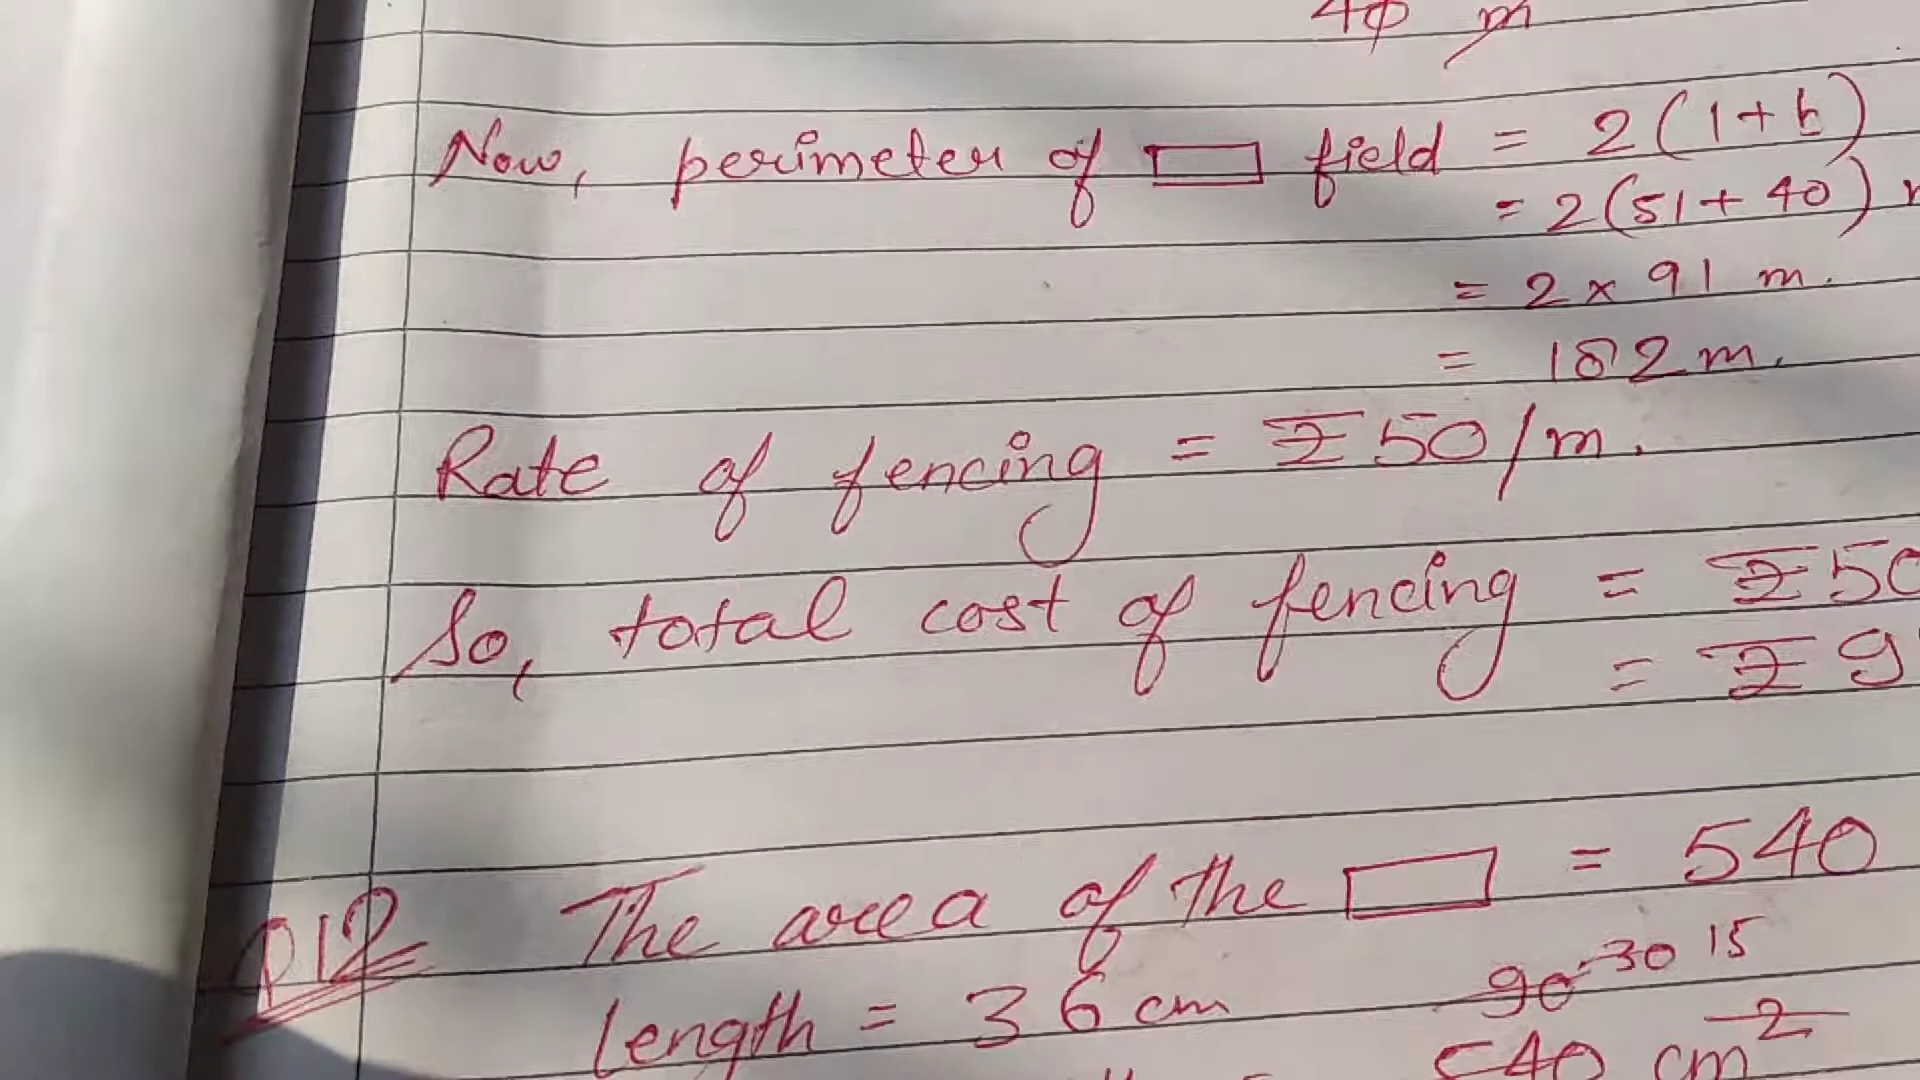 40 m
Now, perimeter of ▭ field = 2(l+b)
= 2(51+40)
= 2×91 m.
= 182 m.
Rate of fencing = ₹50/m.
So, total cost of fencing = ₹50
= ₹9
Q12 The area of the ▭ = 540
90 30 15
length = 36 cm
540 cm²